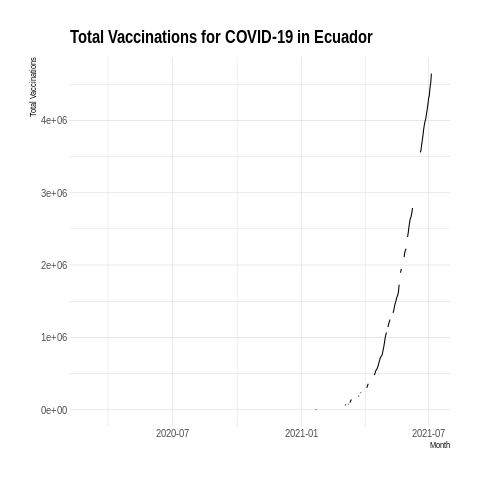 Total Vaccinations for COVID-19 in Ecuador
Total Vaccinations
4e+06
3e+06
2e+06
1e+06
0e+00
2020-07
2021-01
2021-07
Month